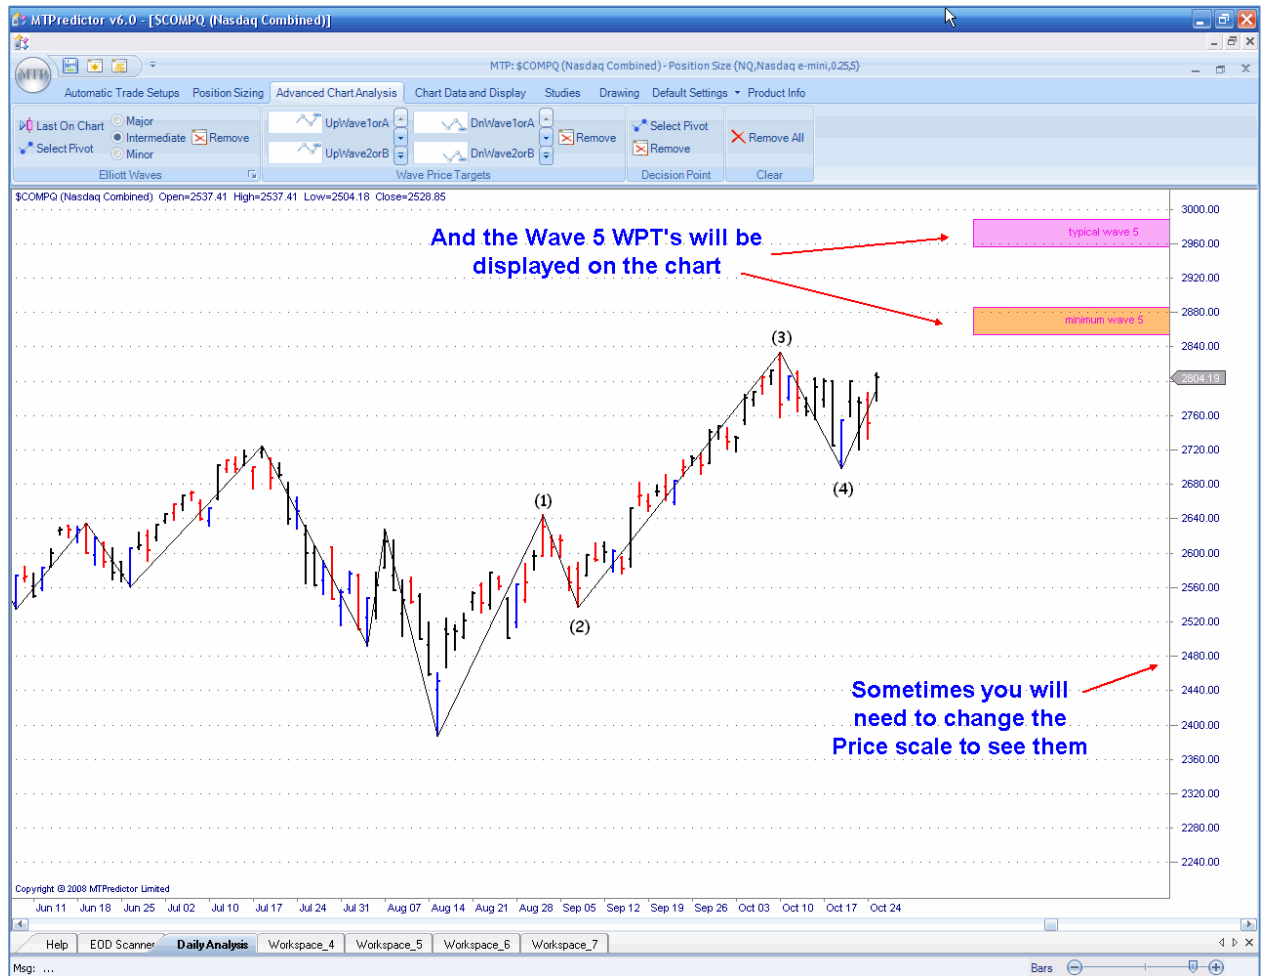 MTPredictor v6.0 - [$COMPQ (Nasdaq Combined)]
MTP
MTP: $COMPQ (Nasdaq Combined) - Position Size {NQ,Nasdaq e-mini,0.25,5}
Automatic Trade Setups Position Sizing Advanced Chart Analysis Chart Data and Display Studies Drawing Default Settings Product Info
Last On Chart
Select Pivot
Major
Intermediate
Minor
Remove
Elliott Waves
UpWave1orA
UpWave2orB
DnWave1orA
DnWave2orB
Remove
Wave Price Targets
Select Pivot
Remove
Decision Point
Remove All
Clear
$COMPQ (Nasdaq Combined) Open=2537.41 High=2537.41 Low=2504.18 Close=2528.85
And the Wave 5 WPT's will be
displayed on the chart
typical wave 5
minimum wave 5
(3)
(1)
(4)
(2)
Sometimes you will
need to change the
Price scale to see them
3000.00
2960.00
2920.00
2880.00
2840.00
2804.19
2760.00
2720.00
2680.00
2640.00
2600.00
2560.00
2520.00
2480.00
2440.00
2400.00
2360.00
2320.00
2280.00
2240.00
Copyright © 2008 MTPredictor Limited
Jun 11 Jun 18 Jun 25 Jul 02 Jul 10 Jul 17 Jul 24 Jul 31 Aug 07 Aug 14 Aug 21 Aug 28 Sep 05 Sep 12 Sep 19 Sep 26 Oct 03 Oct 10 Oct 17 Oct 24
Help EOD Scanner Daily Analysis Workspace_4 Workspace_5 Workspace_6 Workspace_7
Msg: ...
Bars